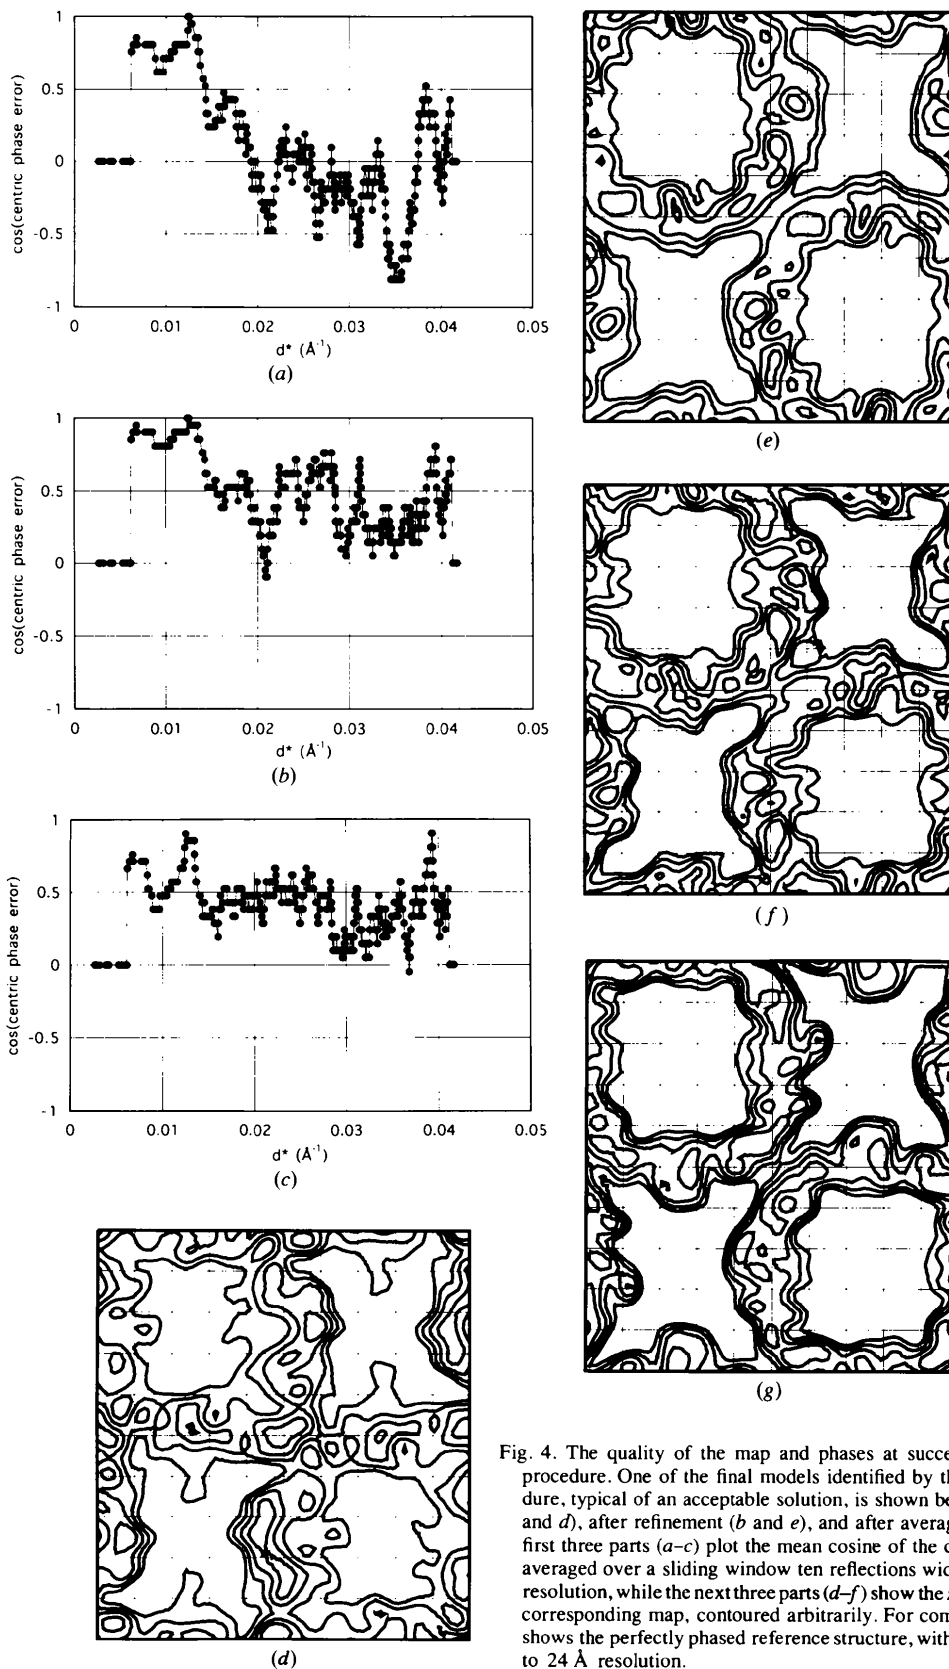 1
0.5
0
-0.5
-1
cos(centric phase error)
0 0.01 0.02 0.03 0.04 0.05
d* (Å⁻¹)
(a)
1
0.5
0
-0.5
-1
cos(centric phase error)
0 0.01 0.02 0.03 0.04 0.05
d* (Å⁻¹)
(b)
1
0.5
0
-0.5
-1
cos(centric phase error)
0 0.01 0.02 0.03 0.04 0.05
d* (Å⁻¹)
(c)
(d)
(e)
(f)
(g)
Fig. 4. The quality of the map and phases at
procedure. One of the final models identified by
dure, typical of an acceptable solution, is shown
and d), after refinement (b and e), and after
first three parts (a–c) plot the mean cosine of the
averaged over a sliding window ten reflections
resolution, while the next three parts (d–f) show the
corresponding map, contoured arbitrarily. For
shows the perfectly phased reference structure, with
to 24 Å resolution.